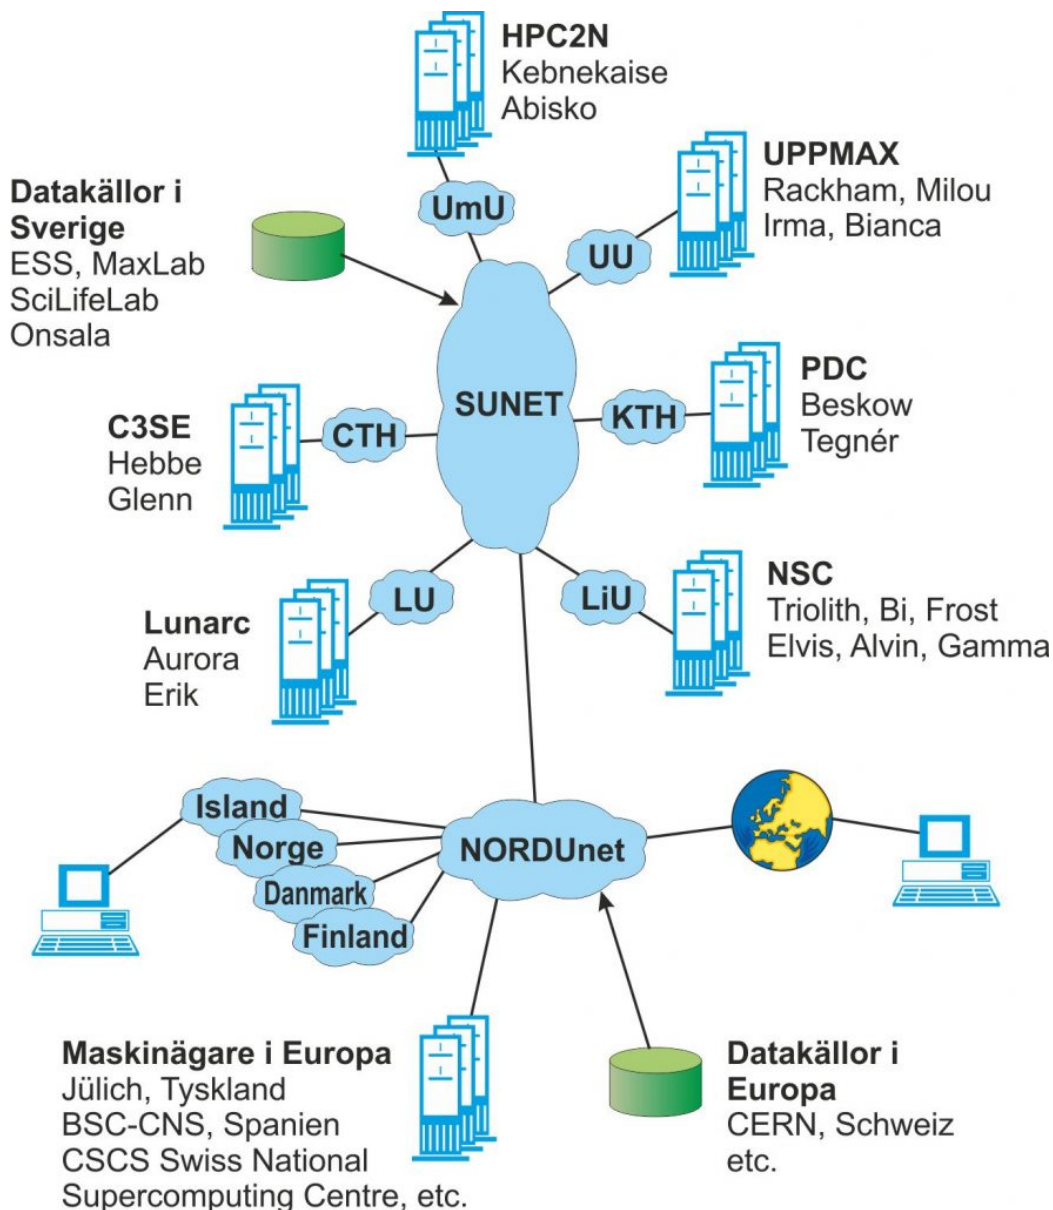 HPC2N
Kebnekaise
Abisko
UmU
UPPMAX
Rackham, Milou
Irma, Bianca
UU
Datakällor i
Sverige
ESS, MaxLab
SciLifeLab
Onsala
SUNET
PDC
Beskow
Tegnér
KTH
C3SE
Hebbe
Glenn
CTH
Lunarc
Aurora
Erik
LU
LiU
NSC
Triolith, Bi, Frost
Elvis, Alvin, Gamma
Island
Norge
Danmark
Finland
NORDUnet
Maskinägare i Europa
Jülich, Tyskland
BSC-CNS, Spanien
CSCS Swiss National
Supercomputing Centre, etc.
Datakällor i
Europa
CERN, Schweiz
etc.